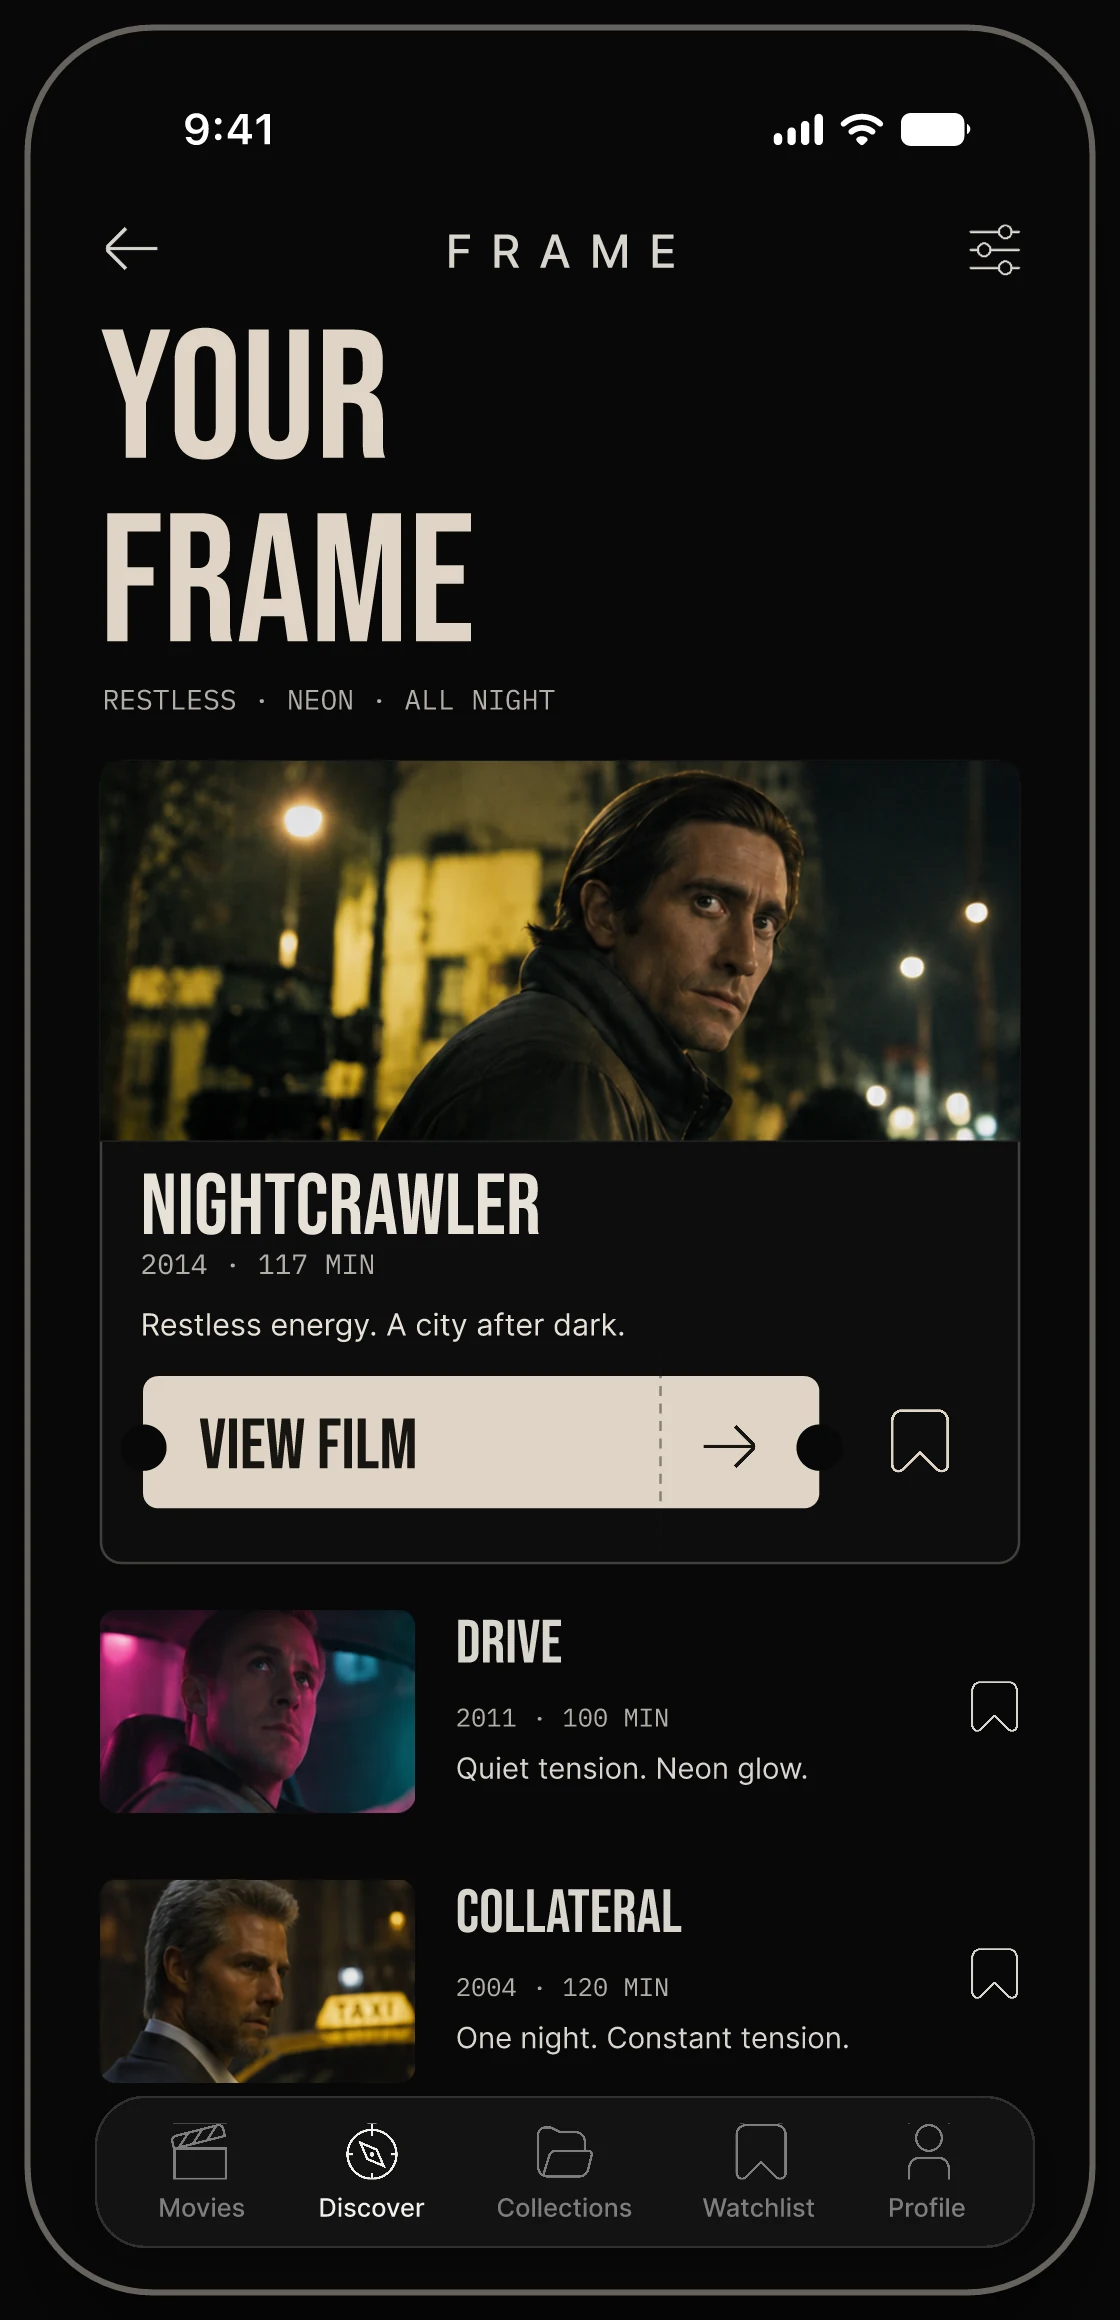 9:41
FRAME
YOUR
FRAME
RESTLESS · NEON · ALL NIGHT
NIGHTCRAWLER
2014 · 117 MIN
Restless energy. A city after dark.
VIEW FILM
DRIVE
2011 · 100 MIN
Quiet tension. Neon glow.
COLLATERAL
2004 · 120 MIN
One night. Constant tension.
TAXI
Movies
Discover
Collections
Watchlist
Profile